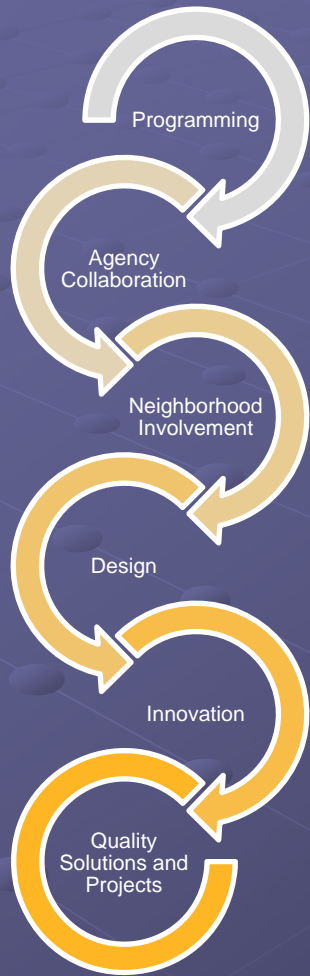 Programming
Agency
Collaboration
Neighborhood
Involvement
Design
Innovation
Quality
Solutions and
Projects